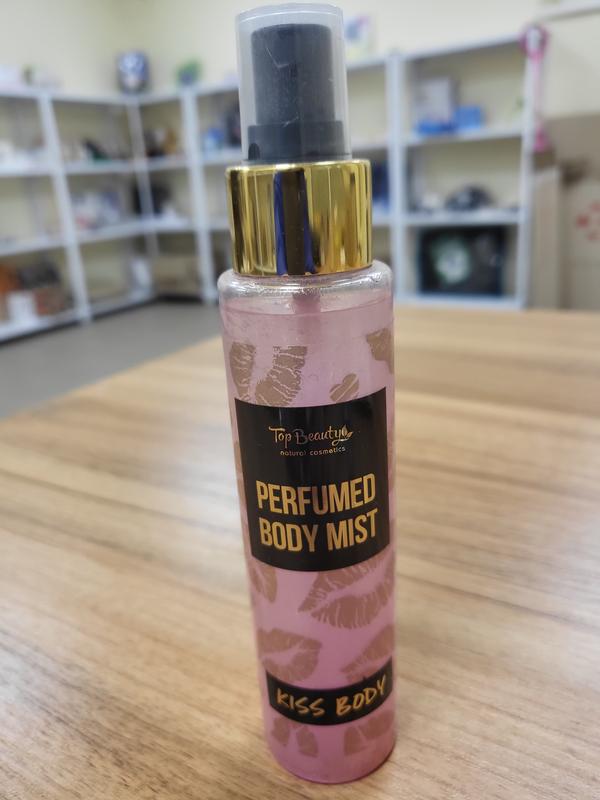 Top Beauty
natural cosmetics
PERFUMED
BODY MIST
KISS BODY